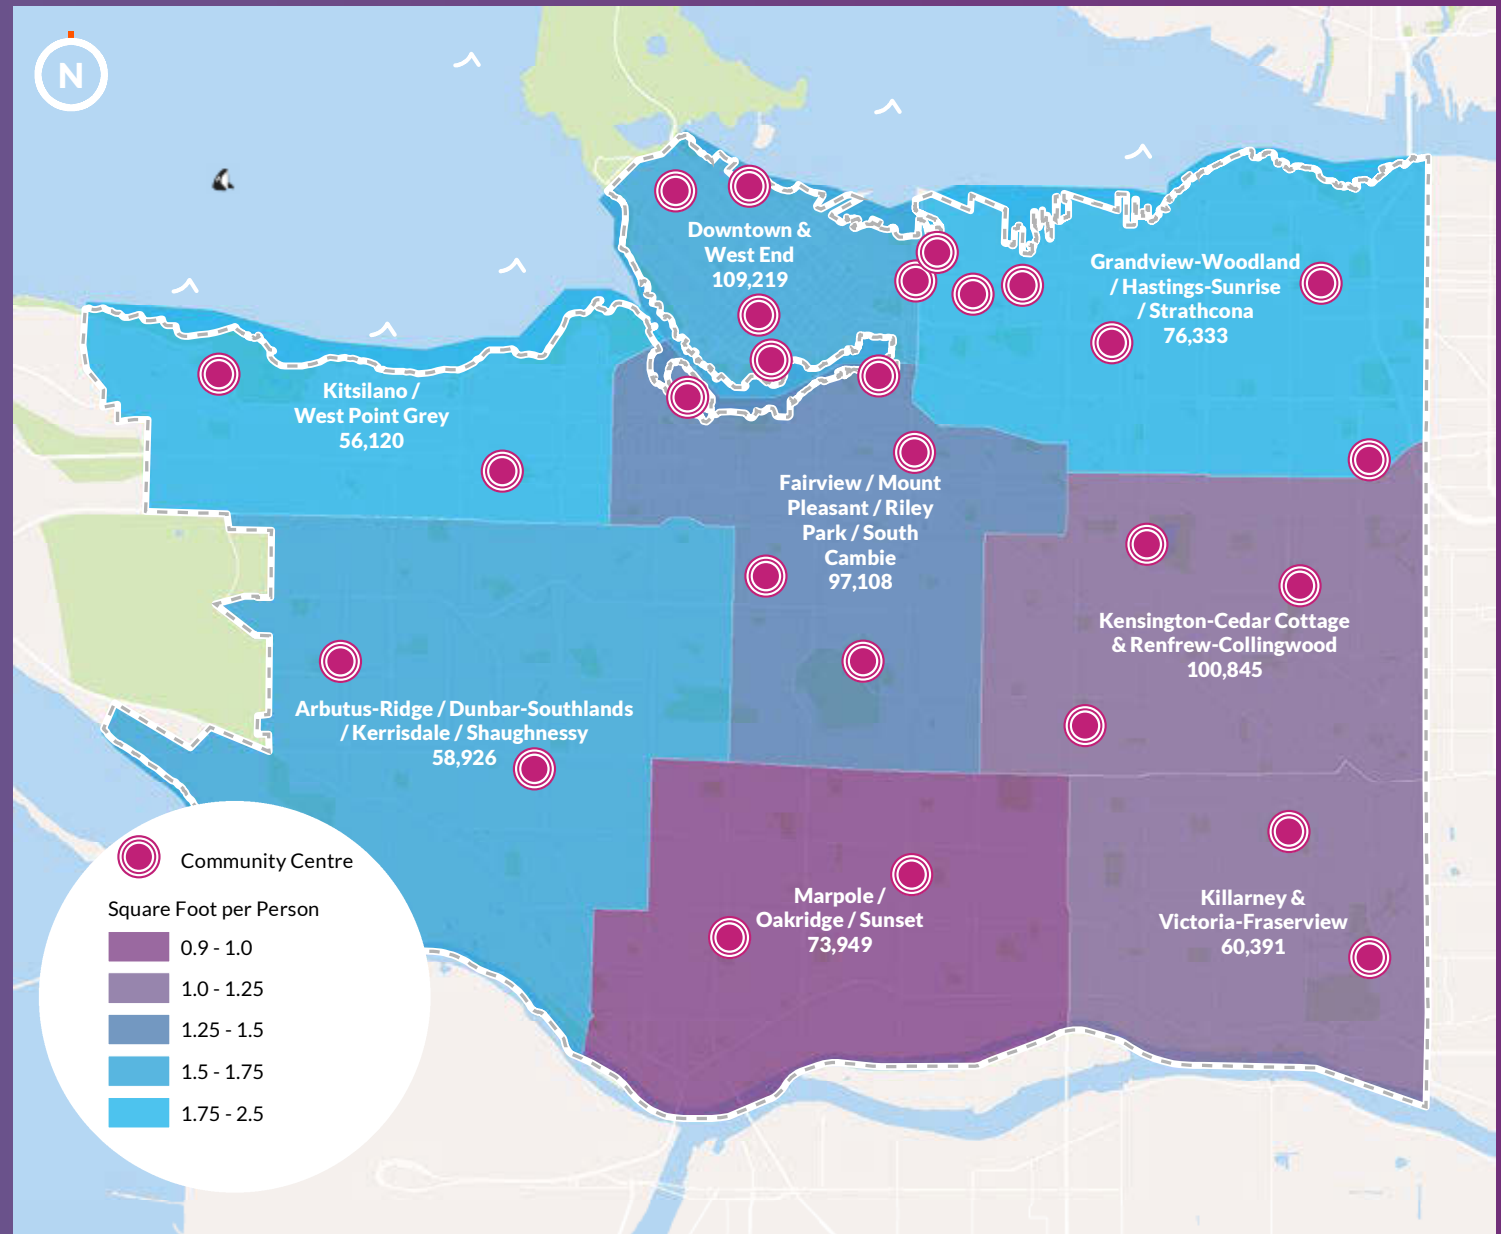 N
Downtown &
West End
109,219
Grandview-Woodland
/ Hastings-Sunrise
/ Strathcona
76,333
Kitsilano /
West Point Grey
56,120
Fairview / Mount
Pleasant / Riley
Park / South
Cambie
97,108
Kensington-Cedar Cottage
& Renfrew-Collingwood
100,845
Arbutus-Ridge / Dunbar-Southlands
/ Kerrisdale / Shaughnessy
58,926
Marpole /
Oakridge / Sunset
73,949
Killarney &
Victoria-Fraserview
60,391
Community Centre
Square Foot per Person
0.9 - 1.0
1.0 - 1.25
1.25 - 1.5
1.5 - 1.75
1.75 - 2.5